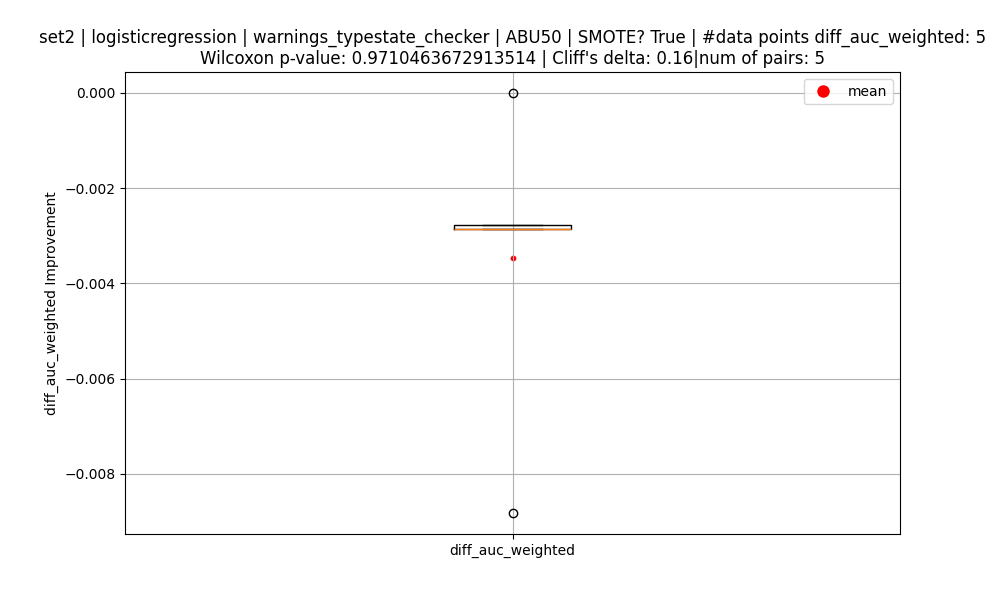 set2 | logisticregression | warnings_typestate_checker | ABU50 | SMOTE? True | #data points diff_auc_weighted: 5
Wilcoxon p-value: 0.9710463672913514 | Cliff's delta: 0.16|num of pairs: 5
mean
0.000
−0.002
−0.004
−0.006
−0.008
diff_auc_weighted Improvement
diff_auc_weighted